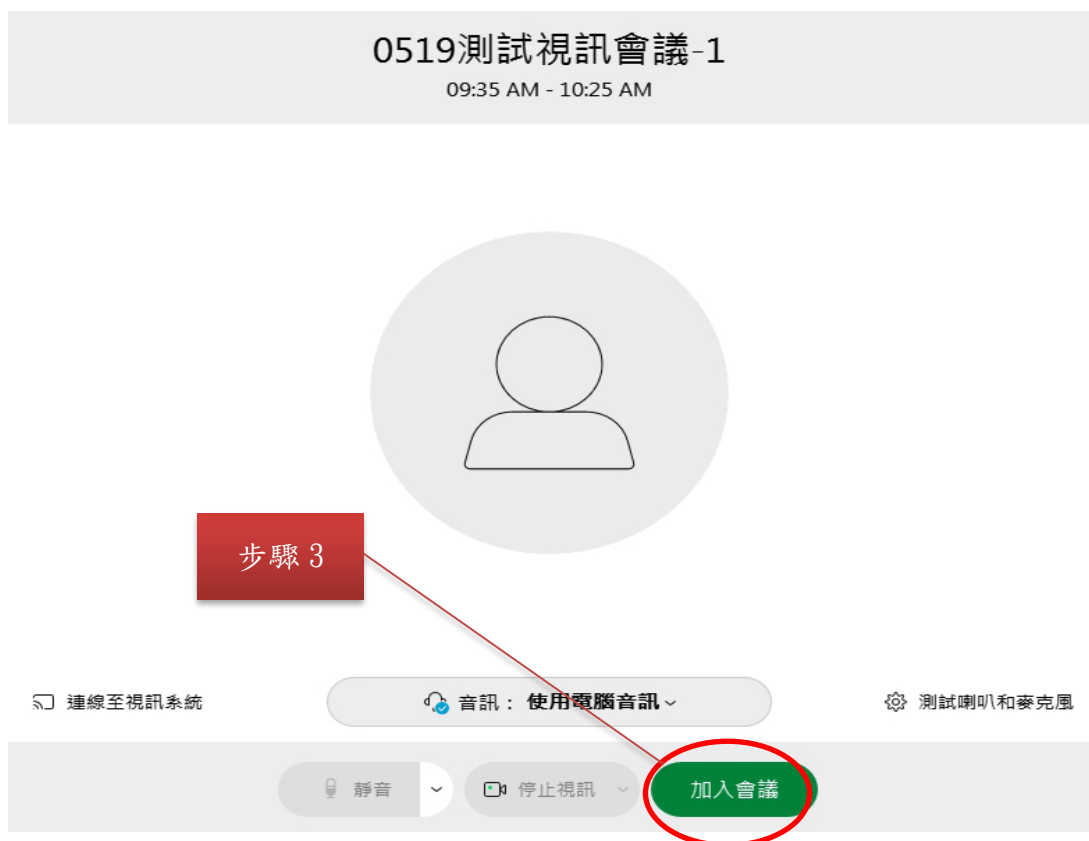 0519測試視訊會議-1
09:35 AM - 10:25 AM
步驟 3
連線至視訊系統
音訊： 使用電腦音訊
測試喇叭和麥克風
靜音
停止視訊
加入會議